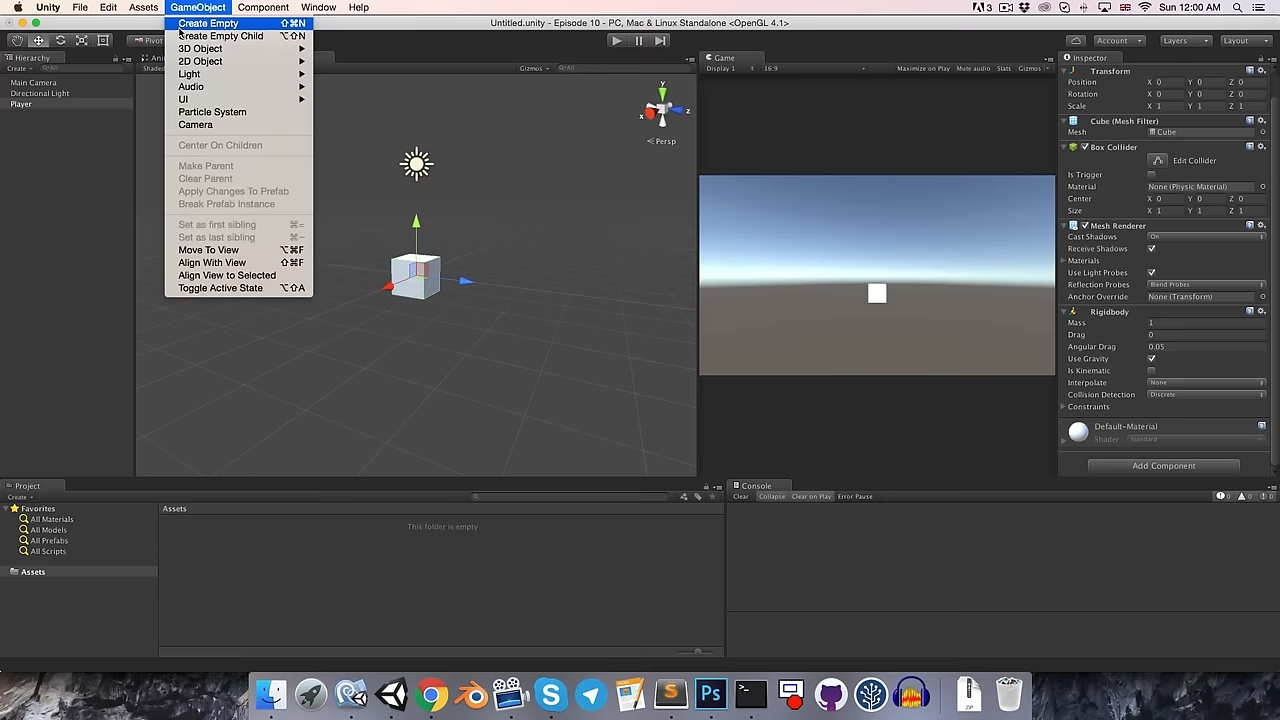 Unity File Edit Assets GameObject Component Window Help
3 Sun 12:00 AM
Untitled.unity - Episode 10 - PC, Mac & Linux Standalone <OpenGL 4.1>
Pivot
Account Layers Layout
Create Empty ⇧⌘N
Create Empty Child ⌥⇧N
3D Object
2D Object
Light
Audio
UI
Particle System
Camera
Center On Children
Make Parent
Clear Parent
Apply Changes To Prefab
Break Prefab Instance
Set as first sibling ⌘=
Set as last sibling ⌘-
Move To View ⌥⌘F
Align With View ⇧⌘F
Align View to Selected
Toggle Active State ⌥⇧A
Hierarchy
Create All
Main Camera
Directional Light
Player
Ani
Shaded
Gizmos All
y
x
z
Persp
Game
Display 1 16:9 Maximize on Play Mute audio Stats Gizmos
Inspector
Transform
Position X 0 Y 0 Z 0
Rotation X 0 Y 0 Z 0
Scale X 1 Y 1 Z 1
Cube (Mesh Filter)
Mesh Cube
Box Collider
Edit Collider
Is Trigger
Material None (Physic Material)
Center X 0 Y 0 Z 0
Size X 1 Y 1 Z 1
Mesh Renderer
Cast Shadows On
Receive Shadows
Materials
Use Light Probes
Reflection Probes Blend Probes
Anchor Override None (Transform)
Rigidbody
Mass 1
Drag 0
Angular Drag 0.05
Use Gravity
Is Kinematic
Interpolate None
Collision Detection Discrete
Constraints
Default-Material
Shader Standard
Add Component
Project
Create
Favorites
All Materials
All Models
All Prefabs
All Scripts
Assets
Assets
This folder is empty
Console
Clear Collapse Clear on Play Error Pause
0 0 0
S
Ps
>_
ZIP